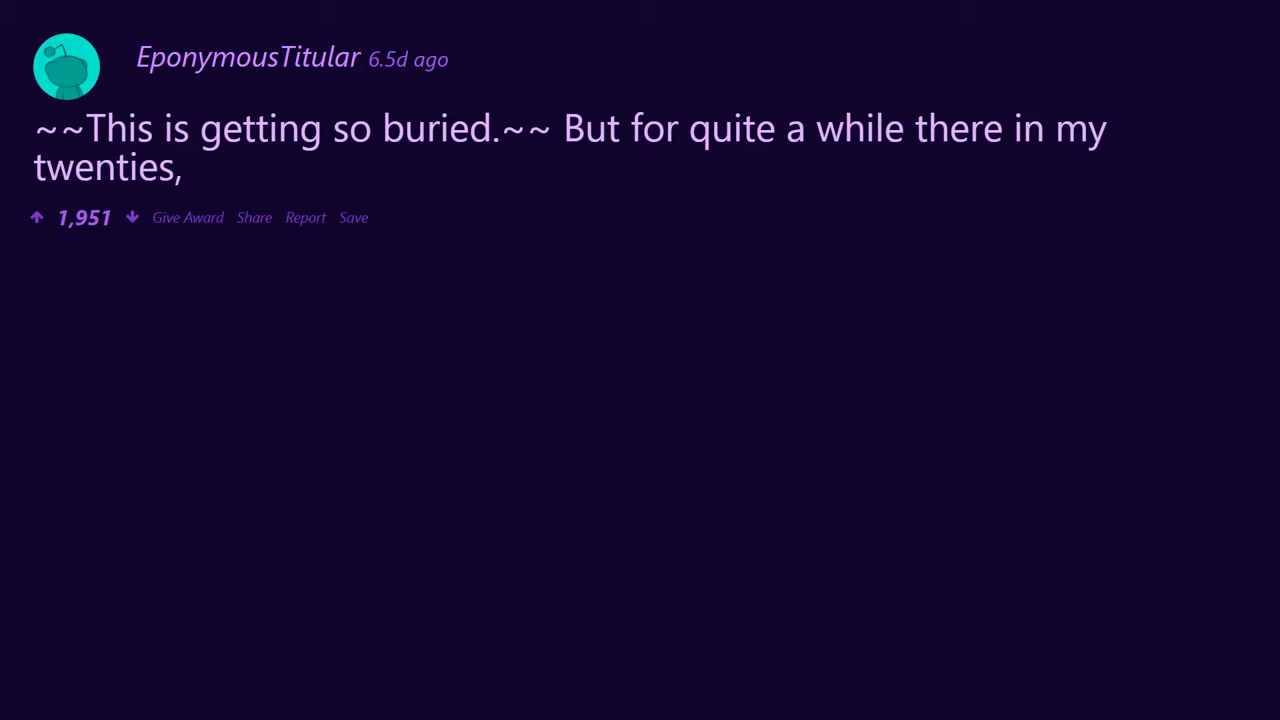 EponymousTitular 6.5d ago
~~This is getting so buried.~~ But for quite a while there in my
twenties,
1,951 Give Award Share Report Save